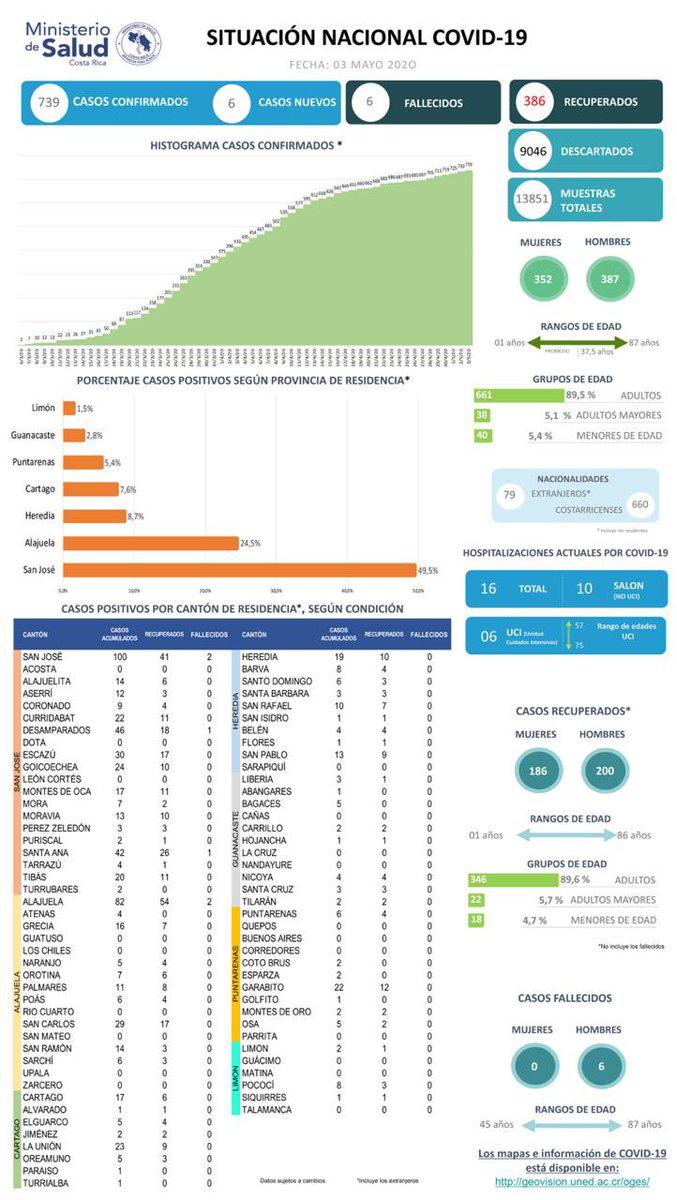 Ministerio
de Salud
Costa Rica
SITUACIÓN NACIONAL COVID-19
FECHA: 03 MAYO 2020
739 CASOS CONFIRMADOS
6 CASOS NUEVOS
6 FALLECIDOS
386 RECUPERADOS
9046 DESCARTADOS
13851 MUESTRAS TOTALES
HISTOGRAMA CASOS CONFIRMADOS *
MUJERES HOMBRES
352 387
RANGOS DE EDAD
01 años 87 años
PROMEDIO 37,5 años
GRUPOS DE EDAD
661 89,5 % ADULTOS
38 5,1 % ADULTOS MAYORES
40 5,4 % MENORES DE EDAD
NACIONALIDADES
79 EXTRANJEROS*
COSTARRICENSES 660
* Incluye los residentes
PORCENTAJE CASOS POSITIVOS SEGÚN PROVINCIA DE RESIDENCIA*
Limón 1,5%
Guanacaste 2,8%
Puntarenas 5,4%
Cartago 7,6%
Heredia 8,7%
Alajuela 24,5%
San José 49,5%
0,0% 10,0% 20,0% 30,0% 40,0% 50,0%
HOSPITALIZACIONES ACTUALES POR COVID-19
16 TOTAL 10 SALON
(NO UCI)
06 UCI (Unidad Cuidados Intensivos) 57 75 Rango de edades UCI
CASOS POSITIVOS POR CANTÓN DE RESIDENCIA*, SEGÚN CONDICIÓN
CANTÓN CASOS ACUMULADOS RECUPERADOS FALLECIDOS
SAN JOSE
SAN JOSÉ 100 41 2
ACOSTA 0 0 0
ALAJUELITA 14 6 0
ASERRÍ 12 3 0
CORONADO 9 4 0
CURRIDABAT 22 11 0
DESAMPARADOS 46 18 1
DOTA 0 0 0
ESCAZÚ 30 17 0
GOICOECHEA 24 10 0
LEÓN CORTÉS 0 0 0
MONTES DE OCA 17 11 0
MORA 7 2 0
MORAVIA 13 10 0
PEREZ ZELEDÓN 3 3 0
PURISCAL 2 1 0
SANTA ANA 42 26 1
TARRAZÚ 4 1 0
TIBÁS 20 11 0
TURRUBARES 2 0 0
ALAJUELA
ALAJUELA 82 54 2
ATENAS 4 0 0
GRECIA 16 7 0
GUATUSO 0 0 0
LOS CHILES 0 0 0
NARANJO 5 4 0
OROTINA 7 6 0
PALMARES 11 8 0
POÁS 6 4 0
RIO CUARTO 0 0 0
SAN CARLOS 29 17 0
SAN MATEO 0 0 0
SAN RAMÓN 14 3 0
SARCHÍ 6 3 0
UPALA 0 0 0
ZARCERO 0 0 0
CARTAGO
CARTAGO 17 6 0
ALVARADO 1 1 0
ELGUARCO 5 4 0
JIMÉNEZ 2 2 0
LA UNIÓN 23 9 0
OREAMUNO 5 3 0
PARAISO 1 0 0
TURRIALBA 1 0 0
CANTÓN CASOS ACUMULADOS RECUPERADOS FALLECIDOS
HEREDIA
HEREDIA 19 10 0
BARVA 8 4 0
SANTO DOMINGO 6 3 0
SANTA BARBARA 3 3 0
SAN RAFAEL 10 7 0
SAN ISIDRO 1 1 0
BELÉN 4 4 0
FLORES 1 1 0
SAN PABLO 13 9 0
SARAPIQUÍ 0 0 0
GUANACASTE
LIBERIA 3 1 0
ABANGARES 1 0 0
BAGACES 5 0 0
CAÑAS 0 0 0
CARRILLO 2 2 0
HOJANCHA 1 1 0
LA CRUZ 0 0 0
NANDAYURE 0 0 0
NICOYA 4 4 0
SANTA CRUZ 3 3 0
TILARÁN 2 2 0
PUNTARENAS
PUNTARENAS 6 4 0
QUEPOS 0 0 0
BUENOS AIRES 0 0 0
CORREDORES 0 0 0
COTO BRUS 2 0 0
ESPARZA 2 0 0
GARABITO 22 12 0
GOLFITO 1 0 0
MONTES DE ORO 2 2 0
OSA 5 2 0
PARRITA 0 0 0
LIMON
LIMON 2 1 0
GUÁCIMO 0 0 0
MATINA 0 0 0
POCOCÍ 8 3 0
SIQUIRRES 1 1 0
TALAMANCA 0 0 0
Datos sujetos a cambios *Incluye los extranjeros
CASOS RECUPERADOS*
MUJERES HOMBRES
186 200
RANGOS DE EDAD
01 años 86 años
GRUPOS DE EDAD
346 89,6 % ADULTOS
22 5,7 % ADULTOS MAYORES
18 4,7 % MENORES DE EDAD
*No incluye los fallecidos
CASOS FALLECIDOS
MUJERES HOMBRES
0 6
RANGOS DE EDAD
45 años 87 años
Los mapas e información de COVID-19
está disponible en:
http://geovision.uned.ac.cr/oges/